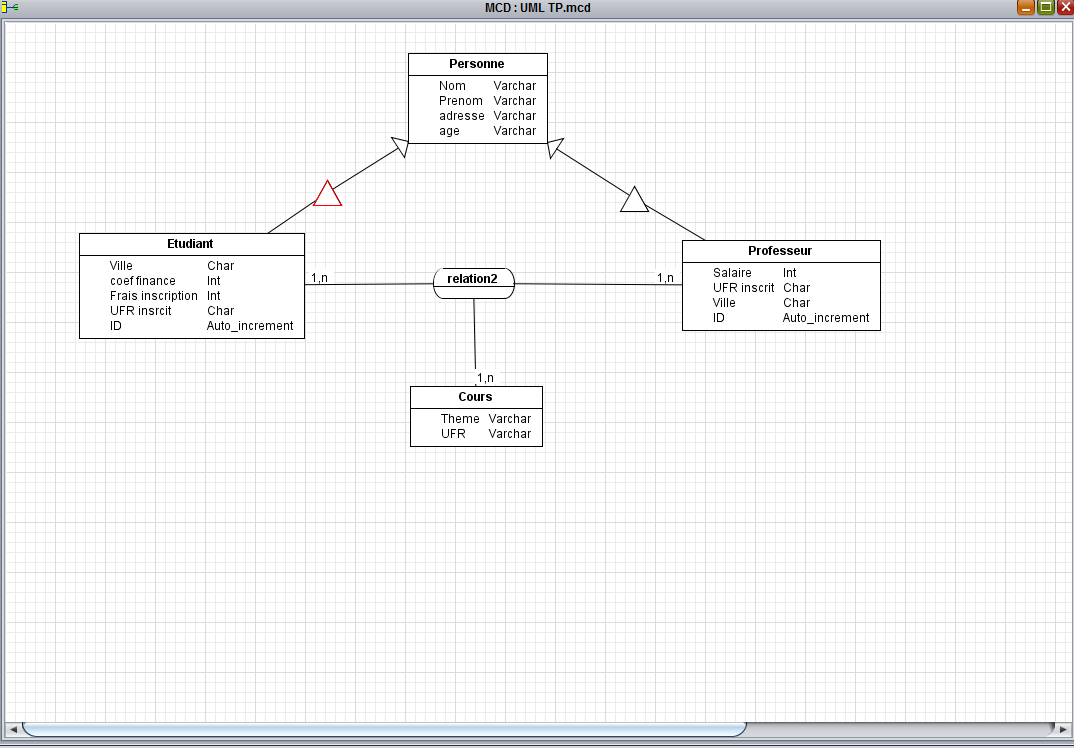 MCD : UML TP.mcd
Personne
Nom Varchar
Prenom Varchar
adresse Varchar
age Varchar
Etudiant
Ville Char
coef finance Int
Frais inscription Int
UFR insrcit Char
ID Auto_increment
1,n
relation2
1,n
Professeur
Salaire Int
UFR inscrit Char
Ville Char
ID Auto_increment
1,n
Cours
Theme Varchar
UFR Varchar